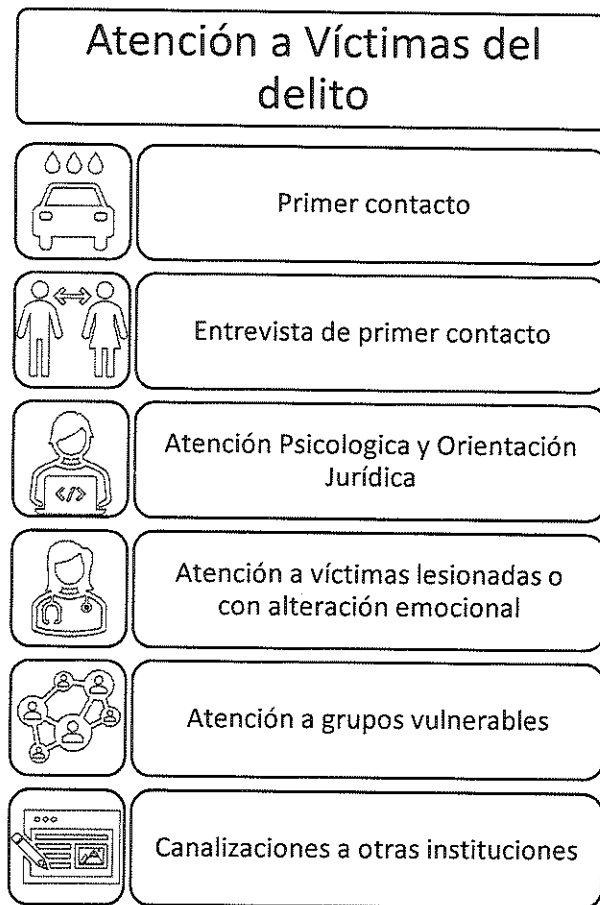 Atención a Víctimas del
delito
Primer contacto
Entrevista de primer contacto
Atención Psicologica y Orientación
Jurídica
</>
Atención a víctimas lesionadas o
con alteración emocional
Atención a grupos vulnerables
Canalizaciones a otras instituciones